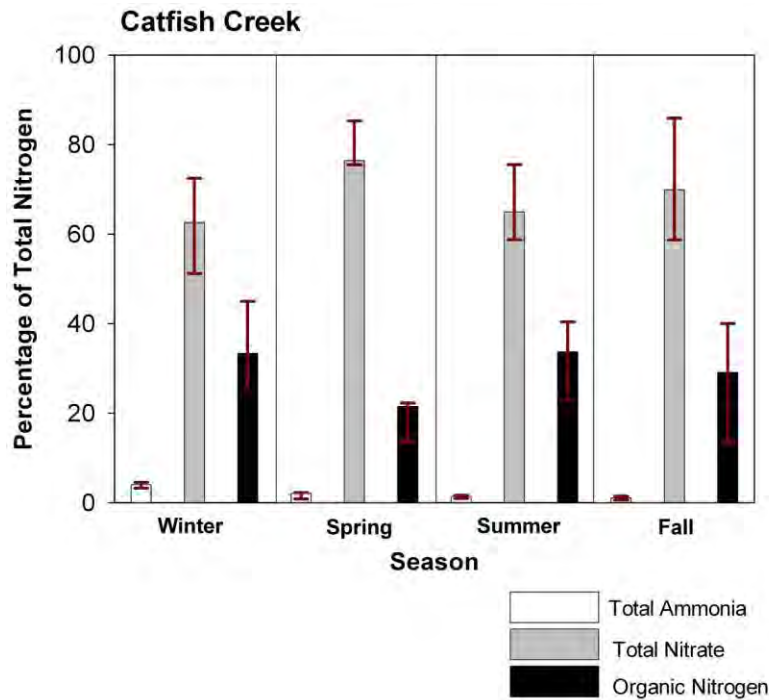 Catfish Creek
100
80
60
40
20
0
Percentage of Total Nitrogen
Winter Spring Summer Fall
Season
Total Ammonia
Total Nitrate
Organic Nitrogen